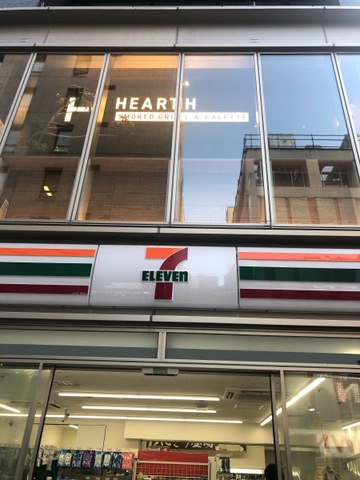 HEARTH
SMOKED GRILL & GALETTE
7
ELEVEn